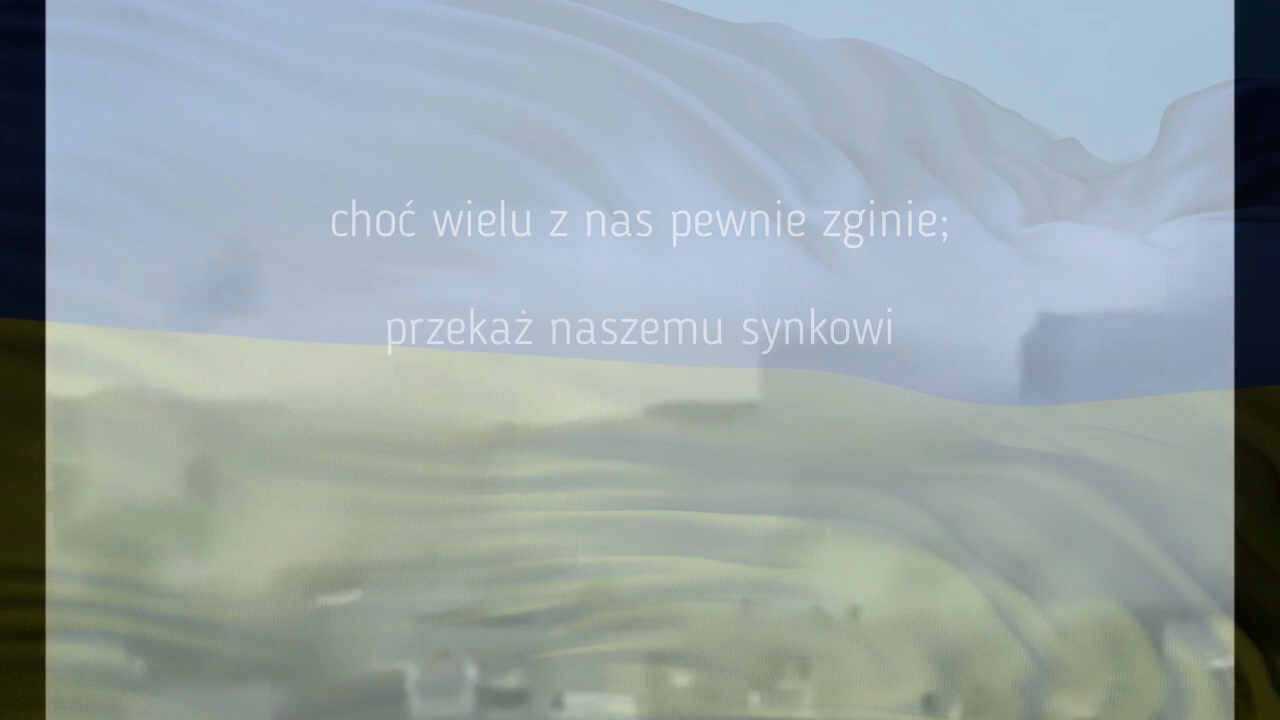 choć wielu z nas pewnie zginie;
przekaż naszemu synkowi